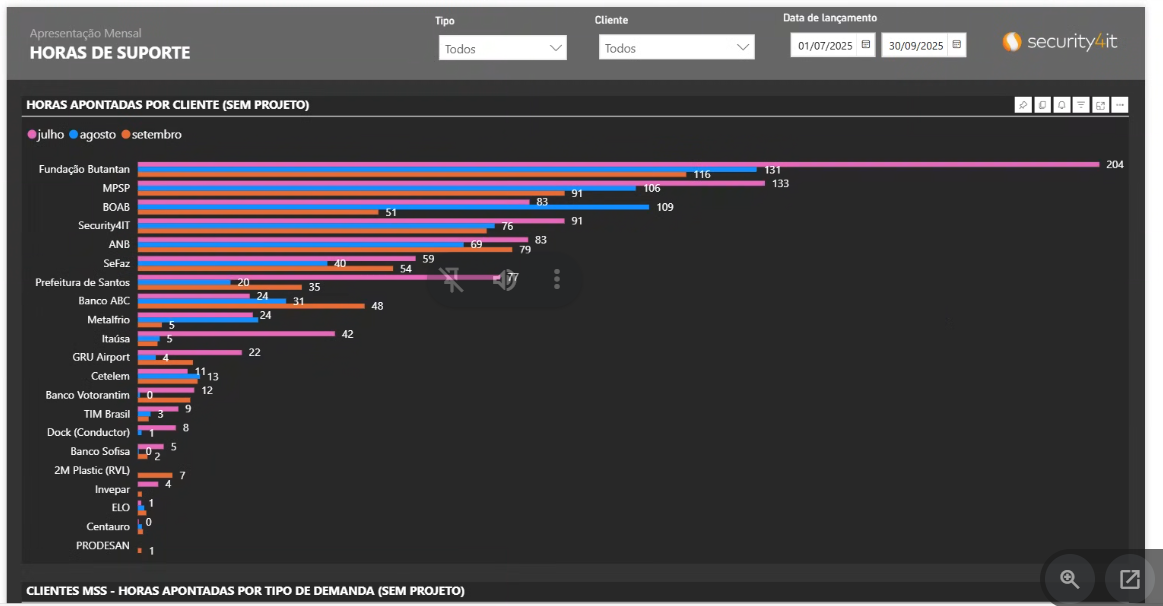 Apresentação Mensal
HORAS DE SUPORTE
Tipo
Todos
Cliente
Todos
Data de lançamento
01/07/2025
30/09/2025
security4it
HORAS APONTADAS POR CLIENTE (SEM PROJETO)
julho agosto setembro
Fundação Butantan 204 131 116
MPSP 133 106 91
BOAB 83 109 51
Security4IT 91 76
ANB 83 69 79
SeFaz 59 40 54
Prefeitura de Santos 77 20 35
Banco ABC 24 31 48
Metalfrio 24 5
Itaúsa 42 5
GRU Airport 22 4
Cetelem 11 13
Banco Votorantim 12 0
TIM Brasil 9 3
Dock (Conductor) 8 1
Banco Sofisa 5 0 2
2M Plastic (RVL) 7
Invepar 4
ELO 1
Centauro 0
PRODESAN 1
CLIENTES MSS - HORAS APONTADAS POR TIPO DE DEMANDA (SEM PROJETO)